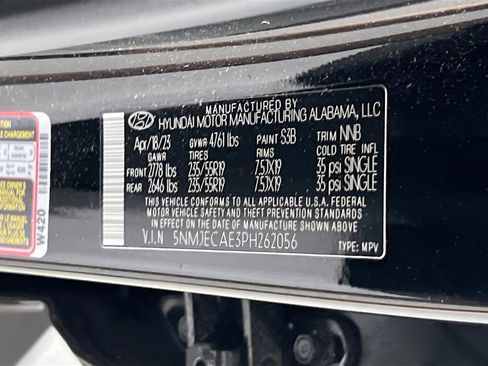 MANUFACTURED BY
HYUNDAI MOTOR MANUFACTURING ALABAMA, LLC
Apr/18/23 GVWR 4761 lbs PAINT S3B TRIM NNB
GAWR TIRES RIMS COLD TIRE INFL
FRONT 2778 lbs 235/55R19 7.5JX19 35 psi SINGLE
REAR 2646 lbs 235/55R19 7.5JX19 35 psi SINGLE
THIS VEHICLE CONFORMS TO ALL APPLICABLE U.S.A. FEDERAL
MOTOR VEHICLE SAFETY AND THEFT PREVENTION STANDARDS
IN EFFECT ON THE DATE OF MANUFACTURE SHOWN ABOVE.
V.I.N 5NMJECAE3PH262056 TYPE: MPV
SEE OWNER'S
W420